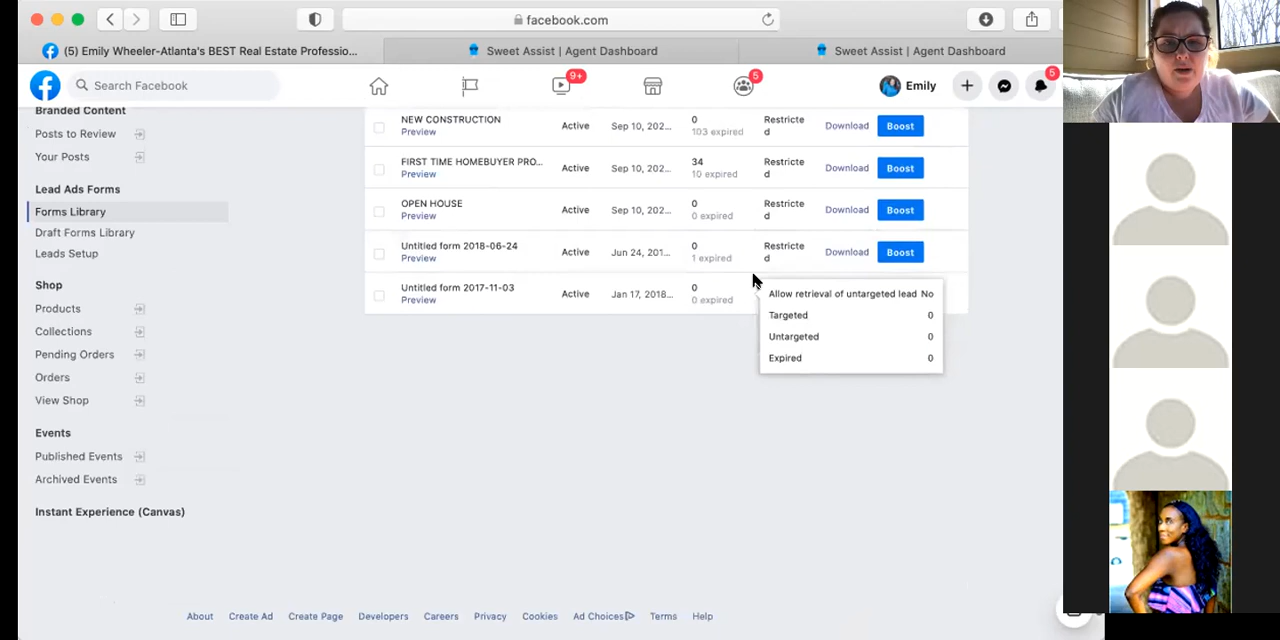 facebook.com
(5) Emily Wheeler-Atlanta's BEST Real Estate Professio...
Sweet Assist | Agent Dashboard
Sweet Assist | Agent Dashboard
Search Facebook
9+
5
Emily
5
Branded Content
Posts to Review
Your Posts
Lead Ads Forms
Forms Library
Draft Forms Library
Leads Setup
Shop
Products
Collections
Pending Orders
Orders
View Shop
Events
Published Events
Archived Events
Instant Experience (Canvas)
NEW CONSTRUCTION
Preview
Active
Sep 10, 202...
0
103 expired
Restricte
d
Download
Boost
FIRST TIME HOMEBUYER PRO...
Preview
Active
Sep 10, 202...
34
10 expired
Restricte
d
Download
Boost
OPEN HOUSE
Preview
Active
Sep 10, 202...
0
0 expired
Restricte
d
Download
Boost
Untitled form 2018-06-24
Preview
Active
Jun 24, 201...
0
1 expired
Restricte
d
Download
Boost
Untitled form 2017-11-03
Preview
Active
Jan 17, 2018...
0
0 expired
Allow retrieval of untargeted lead No
Targeted 0
Untargeted 0
Expired 0
About
Create Ad
Create Page
Developers
Careers
Privacy
Cookies
Ad Choices
Terms
Help